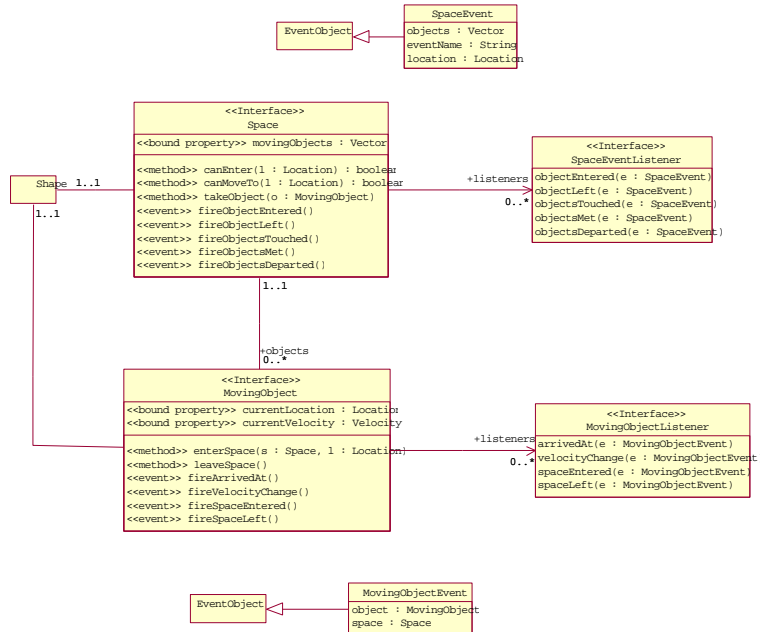 SpaceEvent
EventObject
objects : Vector
eventName : String
location : Location
<<Interface>>
Space
<<bound property>> movingObjects : Vector
<<method>> canEnter(l : Location) : boolean
<<method>> canMoveTo(l : Location) : boolean
<<method>> takeObject(o : MovingObject)
<<event>> fireObjectEntered()
<<event>> fireObjectLeft()
<<event>> fireObjectsTouched()
<<event>> fireObjectsMet()
<<event>> fireObjectsDeparted()
Shape
1..1
1..1
+listeners
0..*
<<Interface>>
SpaceEventListener
objectEntered(e : SpaceEvent)
objectLeft(e : SpaceEvent)
objectsTouched(e : SpaceEvent)
objectsMet(e : SpaceEvent)
objectsDeparted(e : SpaceEvent)
1..1
+objects
0..*
<<Interface>>
MovingObject
<<bound property>> currentLocation : Location
<<bound property>> currentVelocity : Velocity
<<method>> enterSpace(s : Space, l : Location)
<<method>> leaveSpace()
<<event>> fireArrivedAt()
<<event>> fireVelocityChange()
<<event>> fireSpaceEntered()
<<event>> fireSpaceLeft()
+listeners
0..*
<<Interface>>
MovingObjectListener
arrivedAt(e : MovingObjectEvent)
velocityChange(e : MovingObjectEvent
spaceEntered(e : MovingObjectEvent)
spaceLeft(e : MovingObjectEvent)
MovingObjectEvent
EventObject
object : MovingObject
space : Space